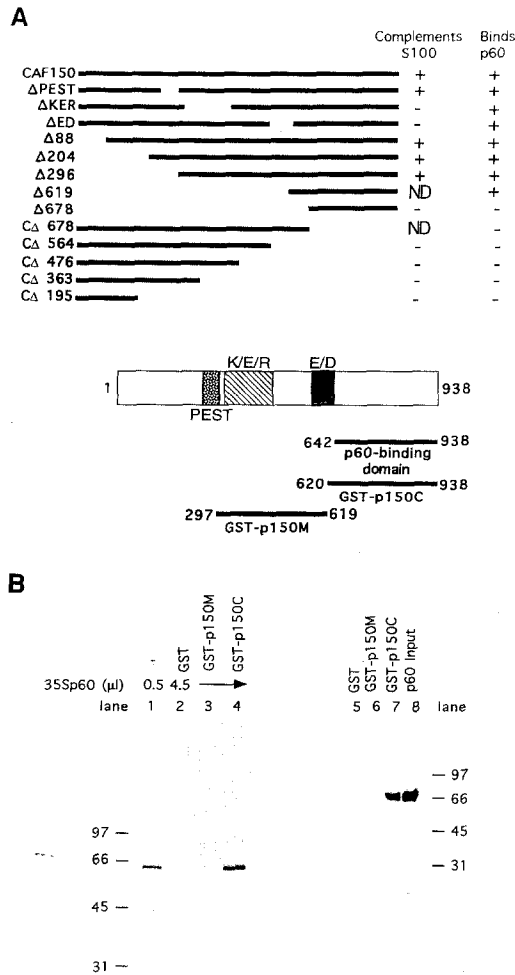 A
Complements Binds
S100 p60
CAF150 + +
ΔPEST + +
ΔKER - +
ΔED - +
Δ88 + +
Δ204 + +
Δ296 + +
Δ619 ND +
Δ678 - -
CΔ 678 ND -
CΔ 564 - -
CΔ 476 - -
CΔ 363 - -
CΔ 195 - -
K/E/R E/D
1 938
PEST
642 938
p60-binding
domain
620 938
GST-p150C
297 619
GST-p150M
B
GST
GST-p150M
GST-p150C
35Sp60 (μl) 0.5 4.5
lane 1 2 3 4
97
66
45
31
GST
GST-p150M
GST-p150C
p60 Input
5 6 7 8 lane
97
66
45
31